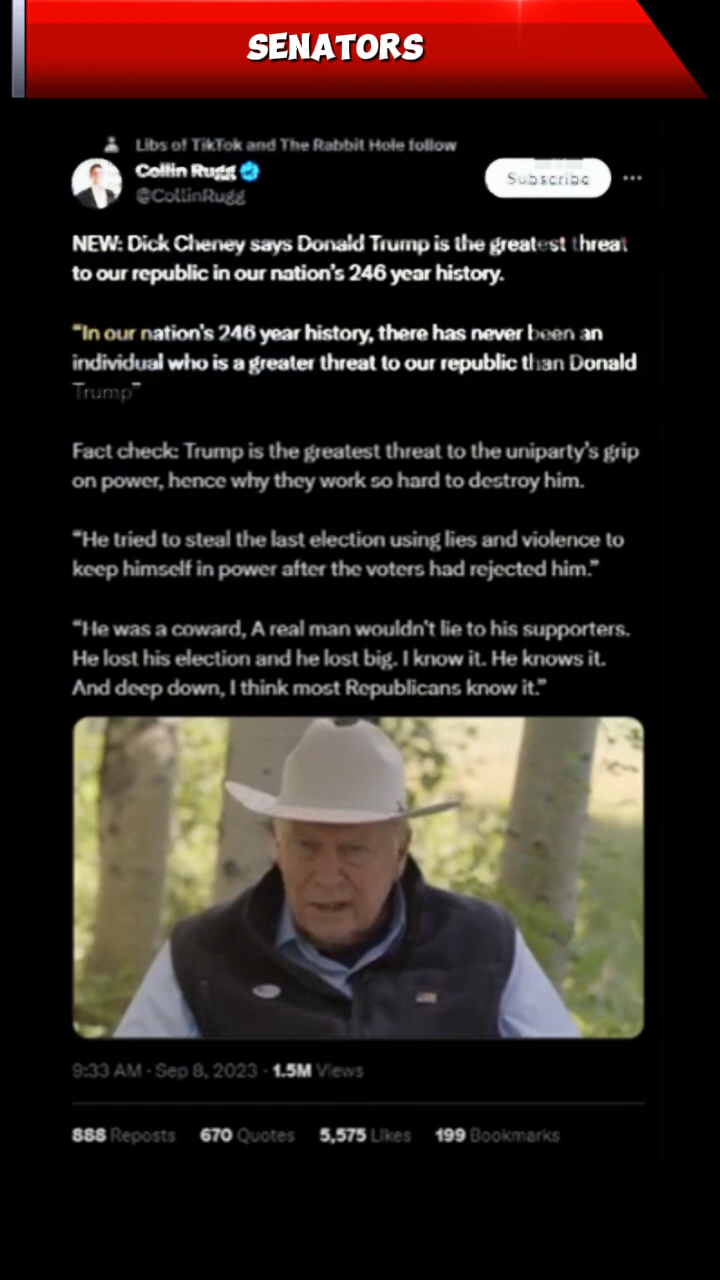 SENATORS
Libs of TikTok and The Rabbit Hole follow
Collin Rugg
@CollinRugg
Subscribe
NEW: Dick Cheney says Donald Trump is the greatest threat
to our republic in our nation's 246 year history.
"In our nation's 246 year history, there has never been an
individual who is a greater threat to our republic than Donald
Trump"
Fact check: Trump is the greatest threat to the uniparty's grip
on power, hence why they work so hard to destroy him.
"He tried to steal the last election using lies and violence to
keep himself in power after the voters had rejected him."
"He was a coward, A real man wouldn't lie to his supporters.
He lost his election and he lost big. I know it. He knows it.
And deep down, I think most Republicans know it."
9:33 AM · Sep 8, 2023 · 1.5M Views
888 Reposts 670 Quotes 5,575 Likes 199 Bookmarks